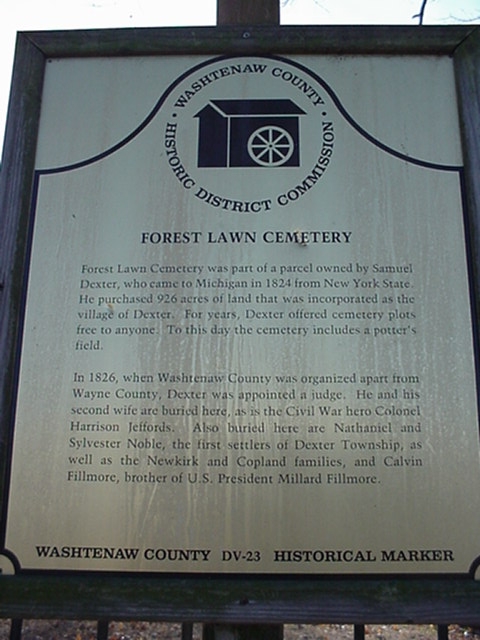 WASHTENAW COUNTY
HISTORIC DISTRICT COMMISSION
FOREST LAWN CEMETERY
Forest Lawn Cemetery was part of a parcel owned by Samuel
Dexter, who came to Michigan in 1824 from New York State.
He purchased 926 acres of land that was incorporated as the
village of Dexter. For years, Dexter offered cemetery plots
free to anyone. To this day the cemetery includes a potter's
field.
In 1826, when Washtenaw County was organized apart from
Wayne County, Dexter was appointed a judge. He and his
second wife are buried here, as is the Civil War hero Colonel
Harrison Jeffords. Also buried here are Nathaniel and
Sylvester Noble, the first settlers of Dexter Township, as
well as the Newkirk and Copland families, and Calvin
Fillmore, brother of U.S. President Millard Fillmore.
WASHTENAW COUNTY DV-23 HISTORICAL MARKER